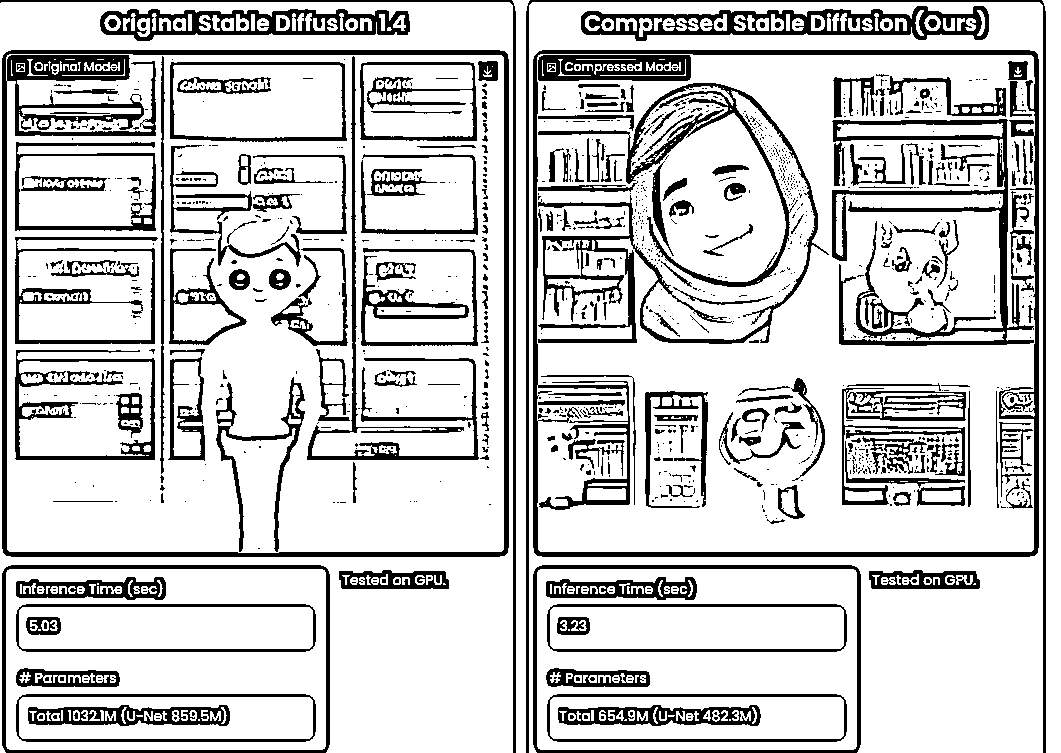 Original Stable Diffusion 1.4
Original Model
Inference Time (sec)
5.03
Tested on GPU.
# Parameters
Total 1032.1M (U-Net 859.5M)
Compressed Stable Diffusion (Ours)
Compressed Model
Inference Time (sec)
3.23
Tested on GPU.
# Parameters
Total 654.9M (U-Net 482.3M)